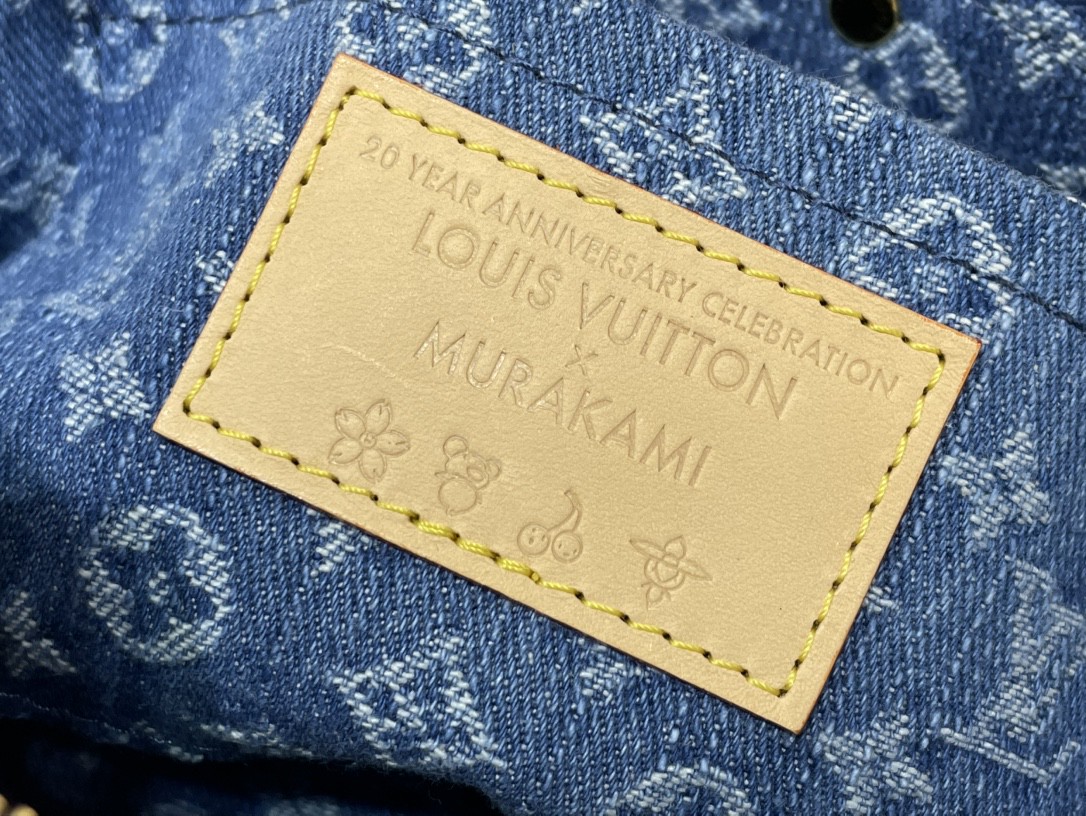 20 YEAR ANNIVERSARY CELEBRATION
LOUIS VUITTON
×
MURAKAMI